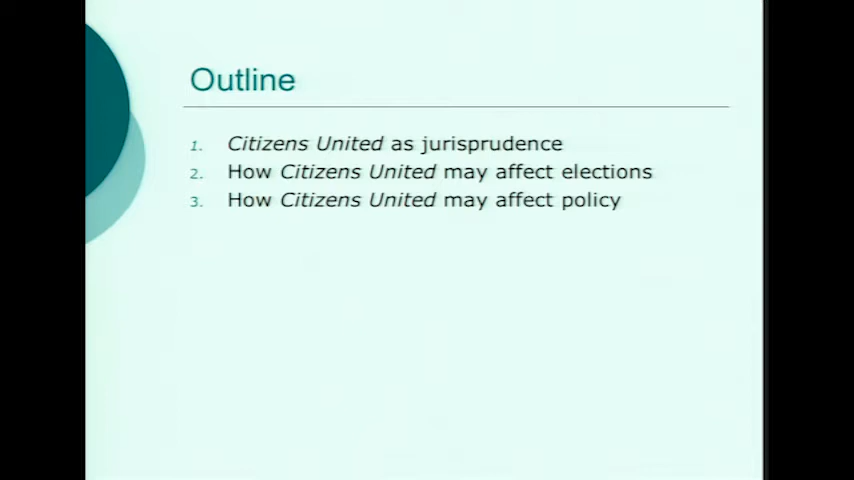 Outline
1. Citizens United as jurisprudence
2. How Citizens United may affect elections
3. How Citizens United may affect policy